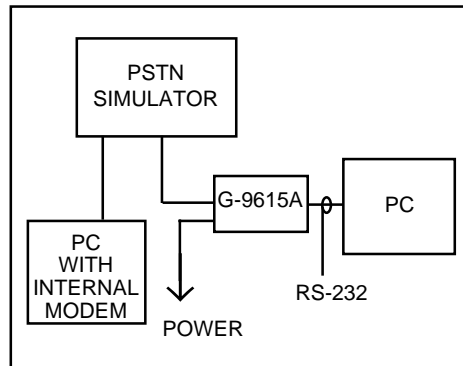 PSTN
SIMULATOR
G-9615A
PC
PC
WITH
INTERNAL
MODEM
RS-232
POWER